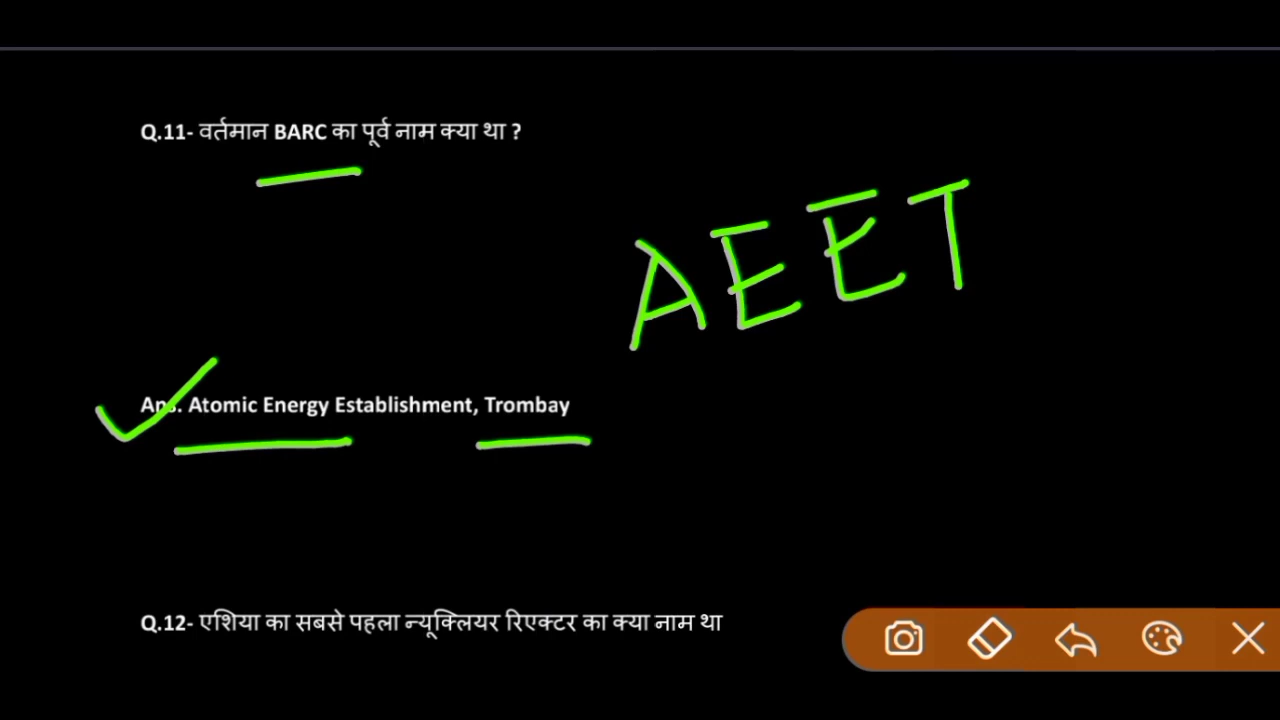 Q.11- वर्तमान BARC का पूर्व नाम क्या था ?
AEET
Ans. Atomic Energy Establishment, Trombay
Q.12- एशिया का सबसे पहला न्यूक्लियर रिएक्टर का क्या नाम था